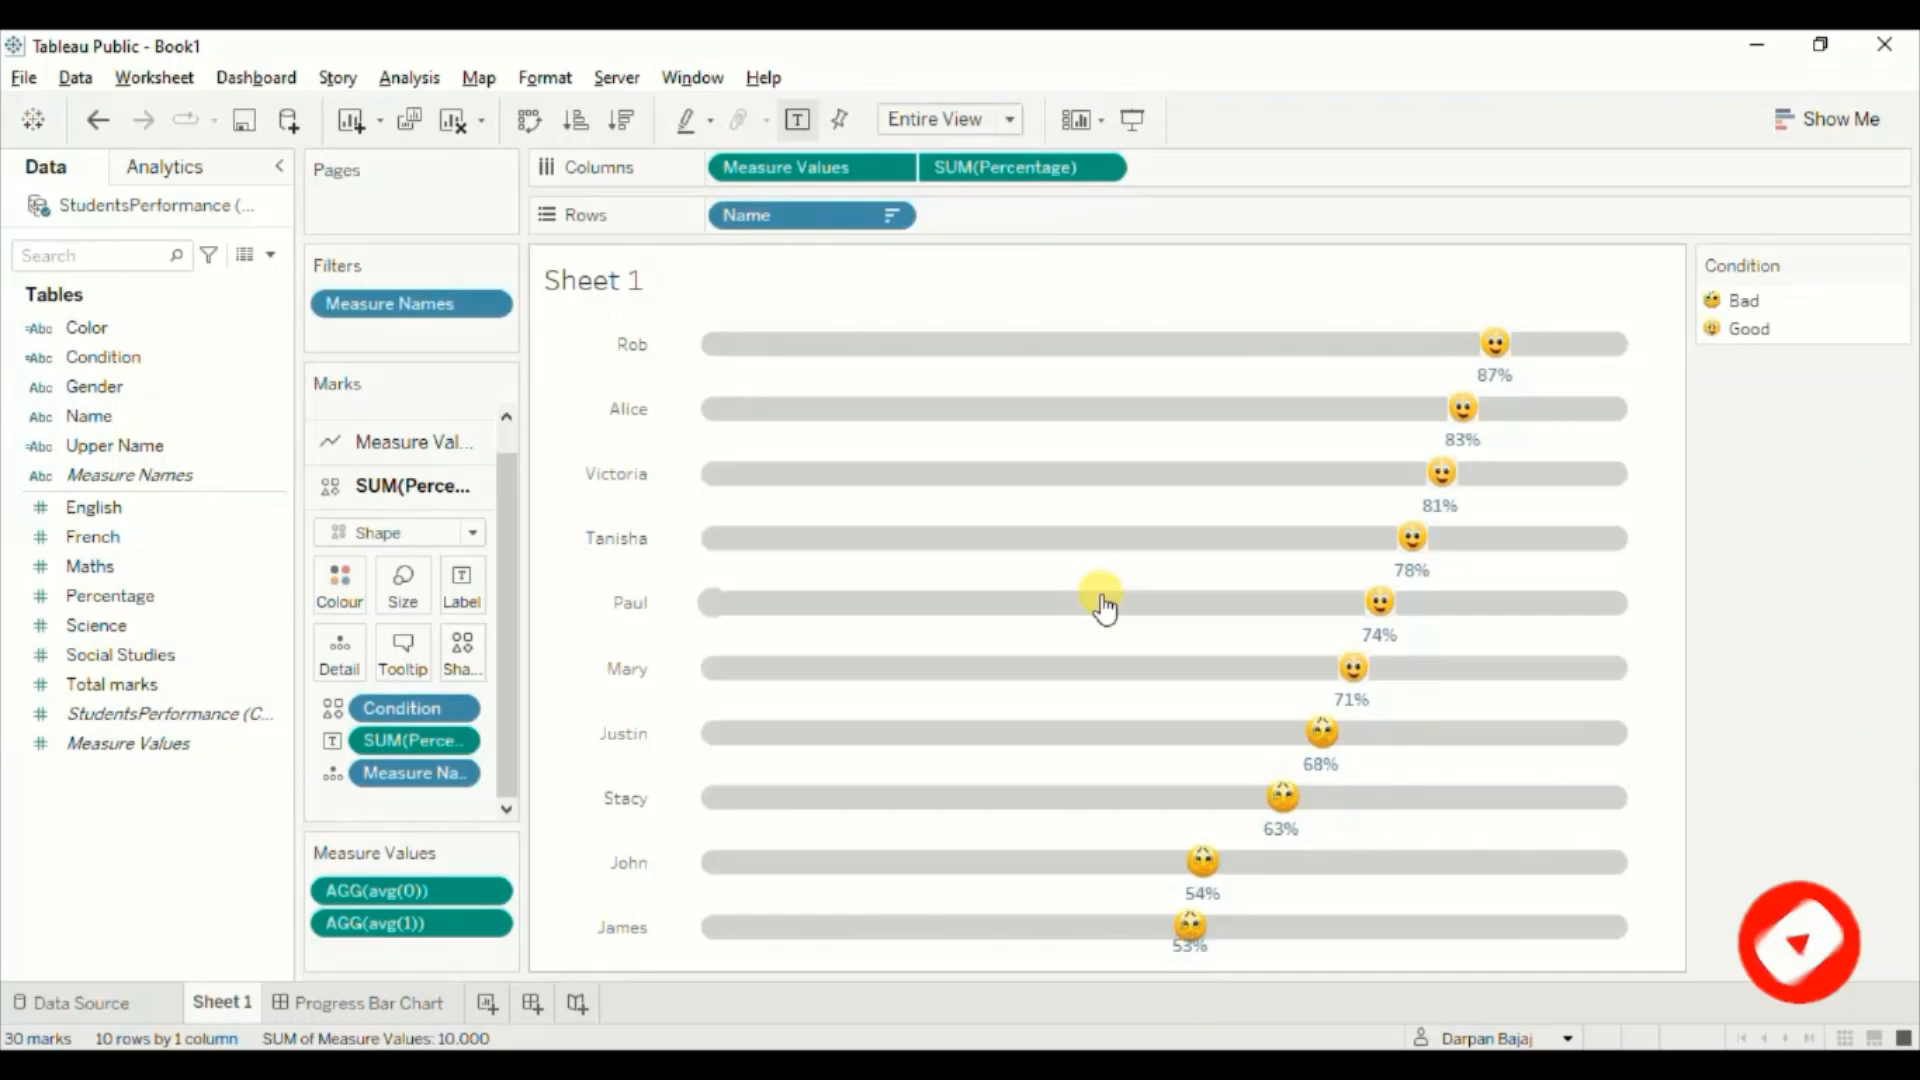 Tableau Public - Book1
File Data Worksheet Dashboard Story Analysis Map Format Server Window Help
Entire View
Show Me
Data
Analytics
StudentsPerformance (...
Search
Tables
=Abc Color
=Abc Condition
Abc Gender
Abc Name
=Abc Upper Name
Abc Measure Names
# English
# French
# Maths
# Percentage
# Science
# Social Studies
# Total marks
# StudentsPerformance (C...
# Measure Values
Pages
Filters
Measure Names
Marks
Measure Val...
SUM(Perce...
Shape
Colour Size Label
Detail Tooltip Sha...
Condition
SUM(Perce..
Measure Na..
Measure Values
AGG(avg(0))
AGG(avg(1))
Columns
Measure Values
SUM(Percentage)
Rows
Name
Sheet 1
Rob
87%
Alice
83%
Victoria
81%
Tanisha
78%
Paul
74%
Mary
71%
Justin
68%
Stacy
63%
John
54%
James
53%
Condition
Bad
Good
Data Source
Sheet 1
Progress Bar Chart
30 marks
10 rows by 1 column
SUM of Measure Values: 10.000
Darpan Bajaj